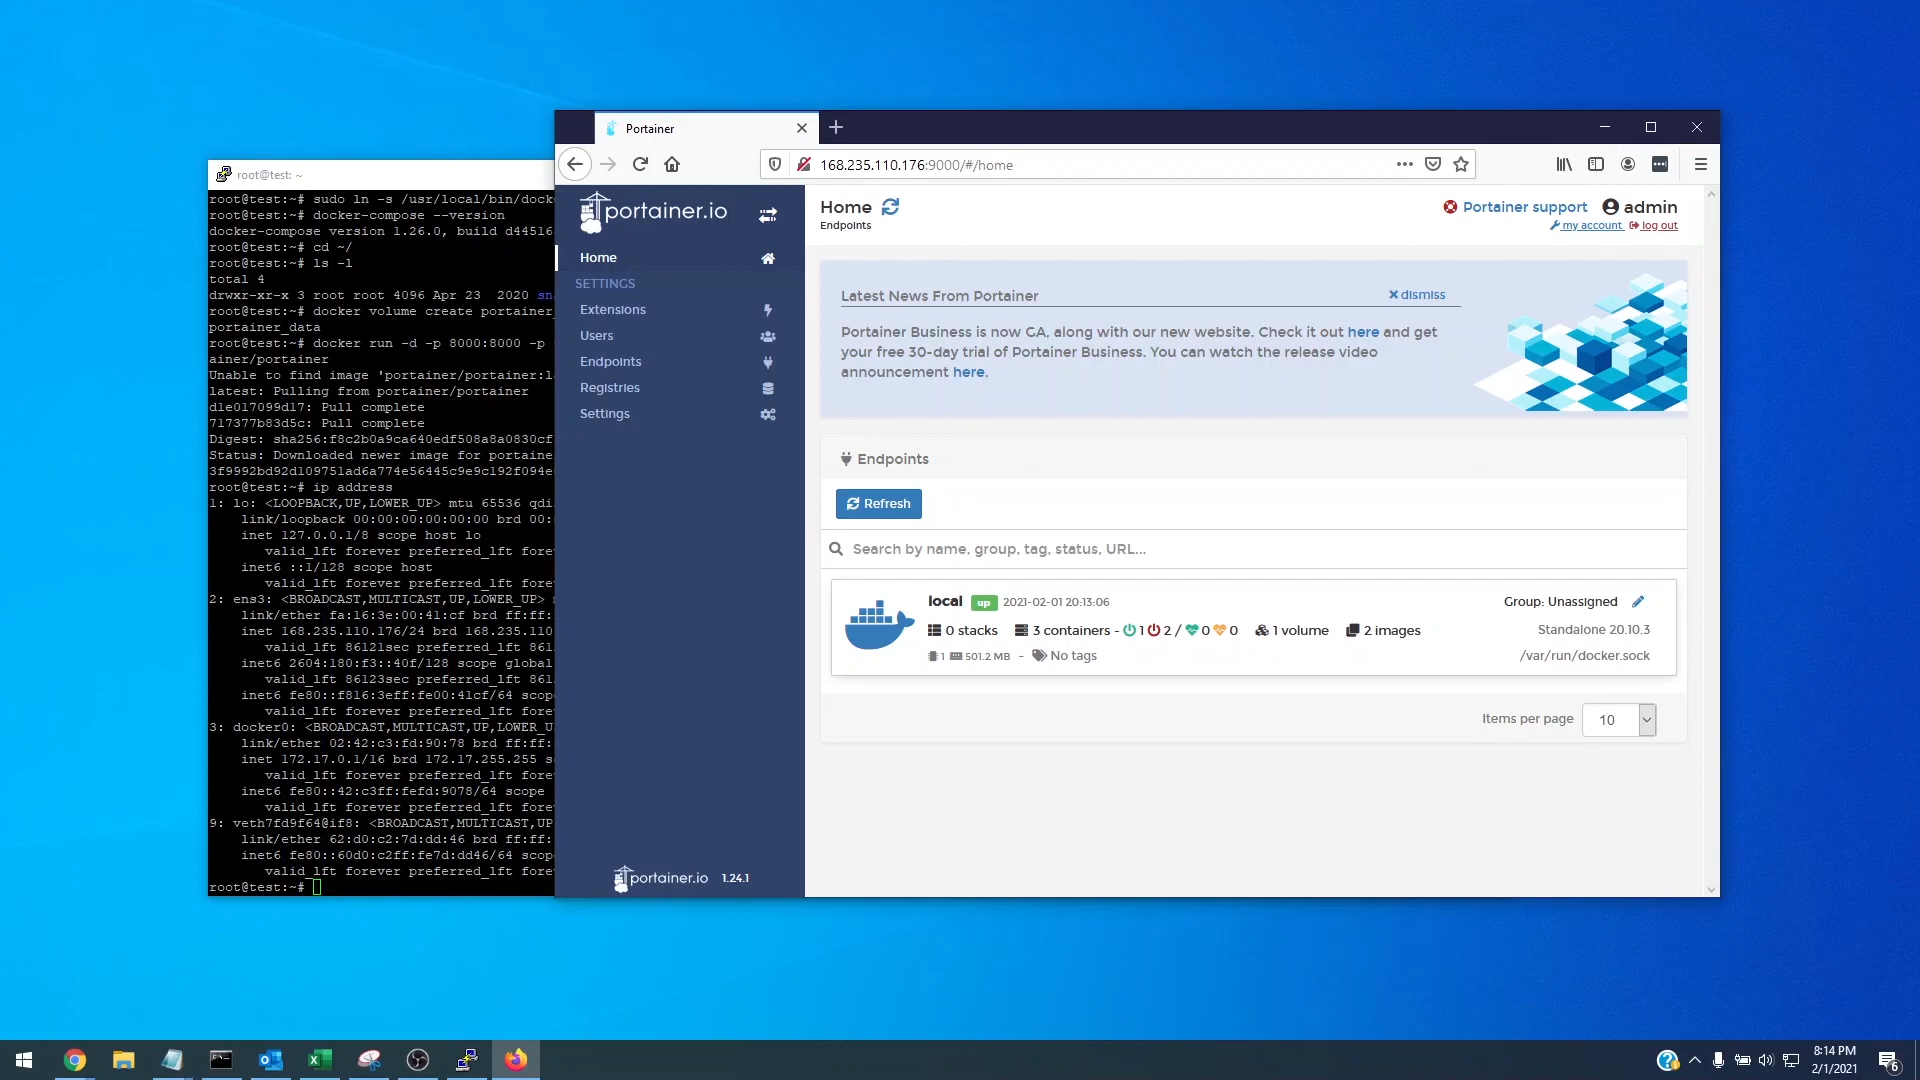 root@test: ~
root@test:~# sudo ln -s /usr/local/bin/docke
root@test:~# docker-compose --version
docker-compose version 1.26.0, build d44516
root@test:~# cd ~/
root@test:~# ls -l
total 4
drwxr-xr-x 3 root root 4096 Apr 23  2020 sn
root@test:~# docker volume create portainer_
portainer_data
root@test:~# docker run -d -p 8000:8000 -p
ainer/portainer
Unable to find image 'portainer/portainer:la
latest: Pulling from portainer/portainer
d1e017099d17: Pull complete
717377b83d5c: Pull complete
Digest: sha256:f8c2b0a9ca640edf508a8a0830cf
Status: Downloaded newer image for portaine
3f9992bd92d109751ad6a774e56445c9e9c192f094e
root@test:~# ip address
1: lo: <LOOPBACK,UP,LOWER_UP> mtu 65536 qdi
link/loopback 00:00:00:00:00:00 brd 00:
inet 127.0.0.1/8 scope host lo
valid_lft forever preferred_lft fore
inet6 ::1/128 scope host
valid_lft forever preferred_lft fore
2: ens3: <BROADCAST,MULTICAST,UP,LOWER_UP> m
link/ether fa:16:3e:00:41:cf brd ff:ff:
inet 168.235.110.176/24 brd 168.235.110
valid_lft 86121sec preferred_lft 861
inet6 2604:180:f3::40f/128 scope global
valid_lft 86123sec preferred_lft 861
inet6 fe80::f816:3eff:fe00:41cf/64 scop
valid_lft forever preferred_lft fore
3: docker0: <BROADCAST,MULTICAST,UP,LOWER_U
link/ether 02:42:c3:fd:90:78 brd ff:ff:
inet 172.17.0.1/16 brd 172.17.255.255 s
valid_lft forever preferred_lft fore
inet6 fe80::42:c3ff:fefd:9078/64 scope
valid_lft forever preferred_lft fore
9: veth7fd9f64@if8: <BROADCAST,MULTICAST,UP
link/ether 62:d0:c2:7d:dd:46 brd ff:ff:
inet6 fe80::60d0:c2ff:fe7d:dd46/64 scop
valid_lft forever preferred_lft fore
root@test:~#
Portainer
168.235.110.176:9000/#/home
portainer.io
Home
SETTINGS
Extensions
Users
Endpoints
Registries
Settings
portainer.io 1.24.1
Home
Endpoints
Portainer support admin
my account log out
Latest News From Portainer
dismiss
Portainer Business is now GA, along with our new website. Check it out here and get
your free 30-day trial of Portainer Business. You can watch the release video
announcement here.
Endpoints
Refresh
Search by name, group, tag, status, URL...
local up 2021-02-01 20:13:06
Group: Unassigned
0 stacks 3 containers - 1 2 / 0 0 1 volume 2 images
Standalone 20.10.3
1 501.2 MB - No tags
/var/run/docker.sock
Items per page 10
8:14 PM
2/1/2021
6